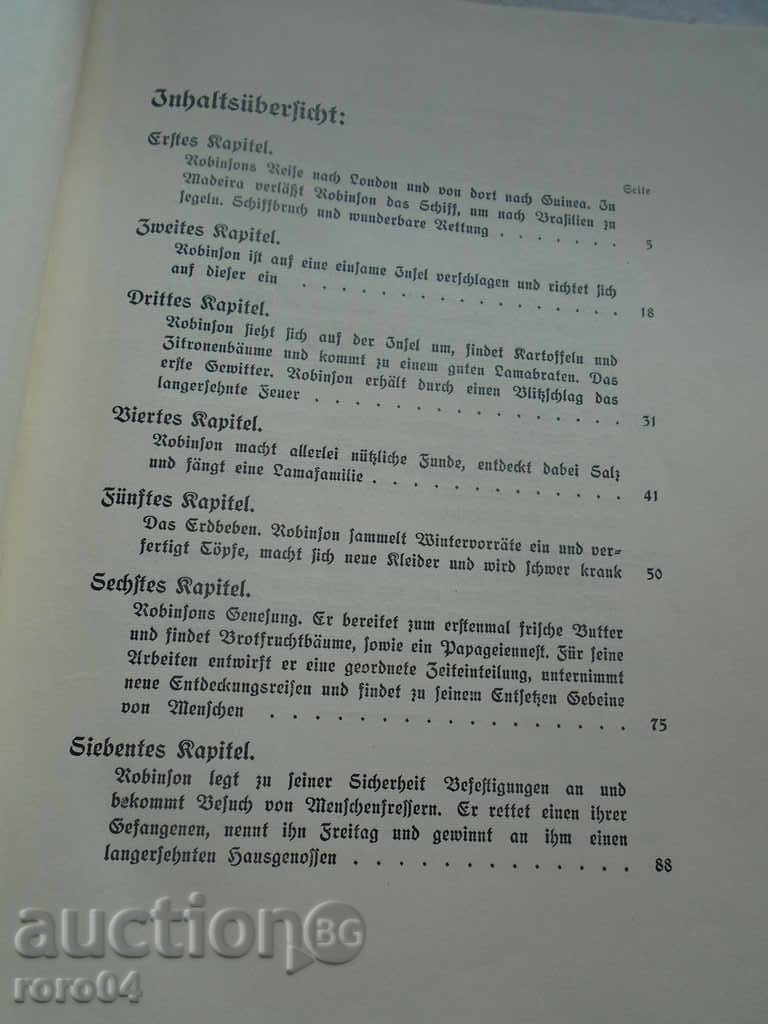 Inhaltsübersicht:
Seite
Erstes Kapitel.
Robinsons Reise nach London und von dort nach Guinea. In
Madeira verläßt Robinson das Schiff, um nach Brasilien zu
segeln. Schiffbruch und wunderbare Rettung . . . . . . . 5
Zweites Kapitel.
Robinson ist auf eine einsame Insel verschlagen und richtet sich
auf dieser ein . . . . . . . . . . . . . . . . 18
Drittes Kapitel.
Robinson sieht sich auf der Insel um, findet Kartoffeln und
Zitronenbäume und kommt zu einem guten Lamabraten. Das
erste Gewitter. Robinson erhält durch einen Blitzschlag das
langersehnte Feuer . . . . . . . . . . . . . . . 31
Viertes Kapitel.
Robinson macht allerlei nützliche Funde, entdeckt dabei Salz
und fängt eine Lamafamilie . . . . . . . . . . . . 41
Fünftes Kapitel.
Das Erdbeben. Robinson sammelt Wintervorräte ein und ver-
fertigt Töpfe, macht sich neue Kleider und wird schwer krank 50
Sechstes Kapitel.
Robinsons Genesung. Er bereitet zum erstenmal frische Butter
und findet Brotfruchtbäume, sowie ein Papageiennest. Für seine
Arbeiten entwirft er eine geordnete Zeiteinteilung, unternimmt
neue Entdeckungsreisen und findet zu seinem Entsetzen Gebeine
von Menschen . . . . . . . . . . . . . . . . . 75
Siebentes Kapitel.
Robinson legt zu seiner Sicherheit Befestigungen an und
bekommt Besuch von Menschenfressern. Er rettet einen ihrer
Gefangenen, nennt ihn Freitag und gewinnt an ihm einen
langersehnten Hausgenossen . . . . . . . . . . . . . 88
auction BG
roro04